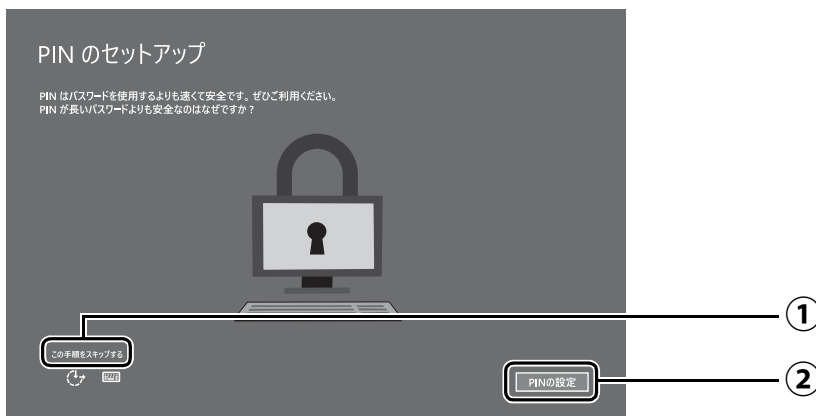 PIN のセットアップ
PIN はパスワードを使用するよりも速くて安全です。ぜひご利用ください。
PIN が長いパスワードよりも安全なのはなぜですか?
この手順をスキップする
①
PINの設定
②